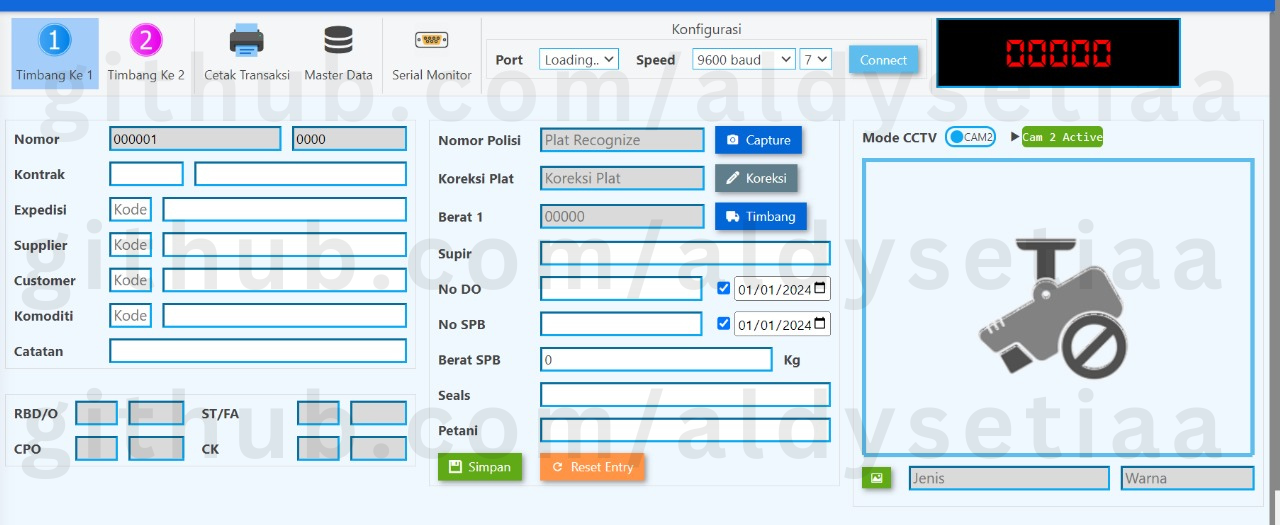 Konfigurasi
1 2
Timbang Ke 1 Timbang Ke 2 Cetak Transaksi Master Data Serial Monitor Port Loading.. Speed 9600 baud 7 Connect 00000
github.com/aldysetiaa
Nomor 000001 0000
Kontrak
Expedisi Kode
Supplier Kode
Customer Kode
Komoditi Kode
Catatan
RBD/O ST/FA
CPO CK
Nomor Polisi Plat Recognize Capture
Koreksi Plat Koreksi Plat Koreksi
Berat 1 00000 Timbang
Supir
No DO 01/01/2024
No SPB 01/01/2024
Berat SPB 0 Kg
Seals
Petani
Simpan Reset Entry
Mode CCTV CAM2 Cam 2 Active
Jenis Warna
github.com/aldysetiaa
github.com/aldysetiaa